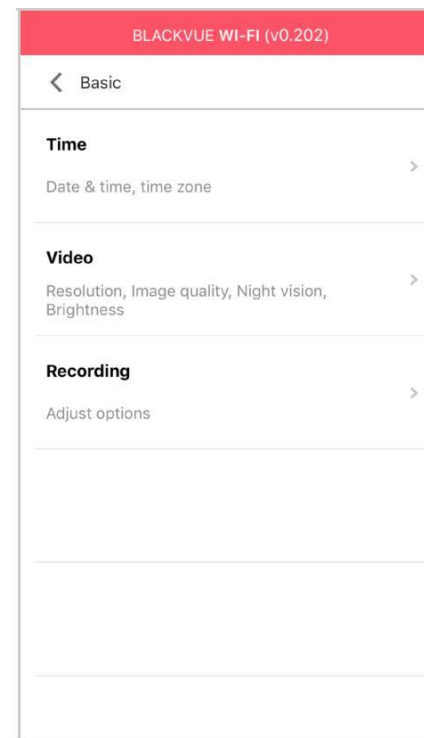 BLACKVUE WI-FI (v0.202)
Basic
Time
Date & time, time zone
Video
Resolution, Image quality, Night vision,
Brightness
Recording
Adjust options